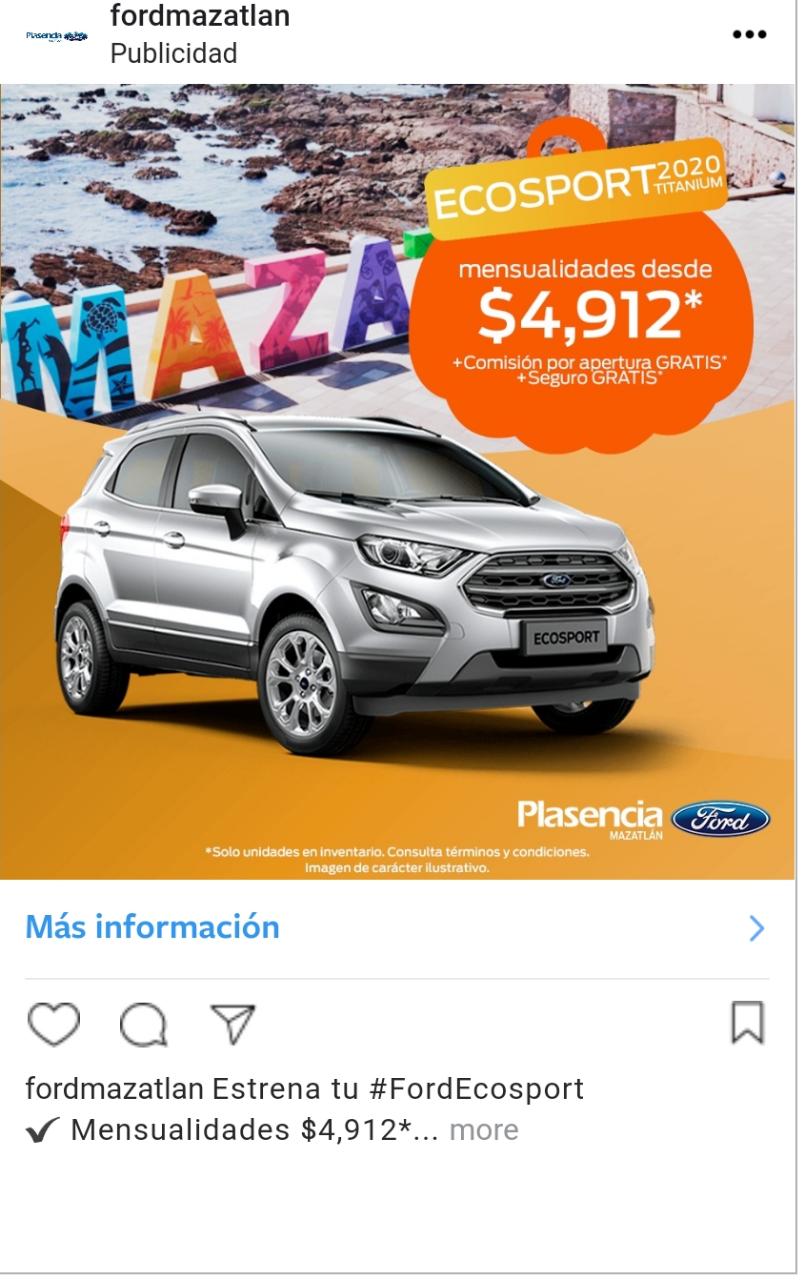 fordmazatlan
Plasencia
Publicidad
MAZA
ECOSPORT 2020
TITANIUM
mensualidades desde
$4,912*
+Comisión por apertura GRATIS*
+Seguro GRATIS*
Ford
ECOSPORT
Plasencia
MAZATLÁN
Ford
*Solo unidades en inventario. Consulta términos y condiciones.
Imagen de carácter ilustrativo.
Más información
fordmazatlan Estrena tu #FordEcosport
✔ Mensualidades $4,912*... more